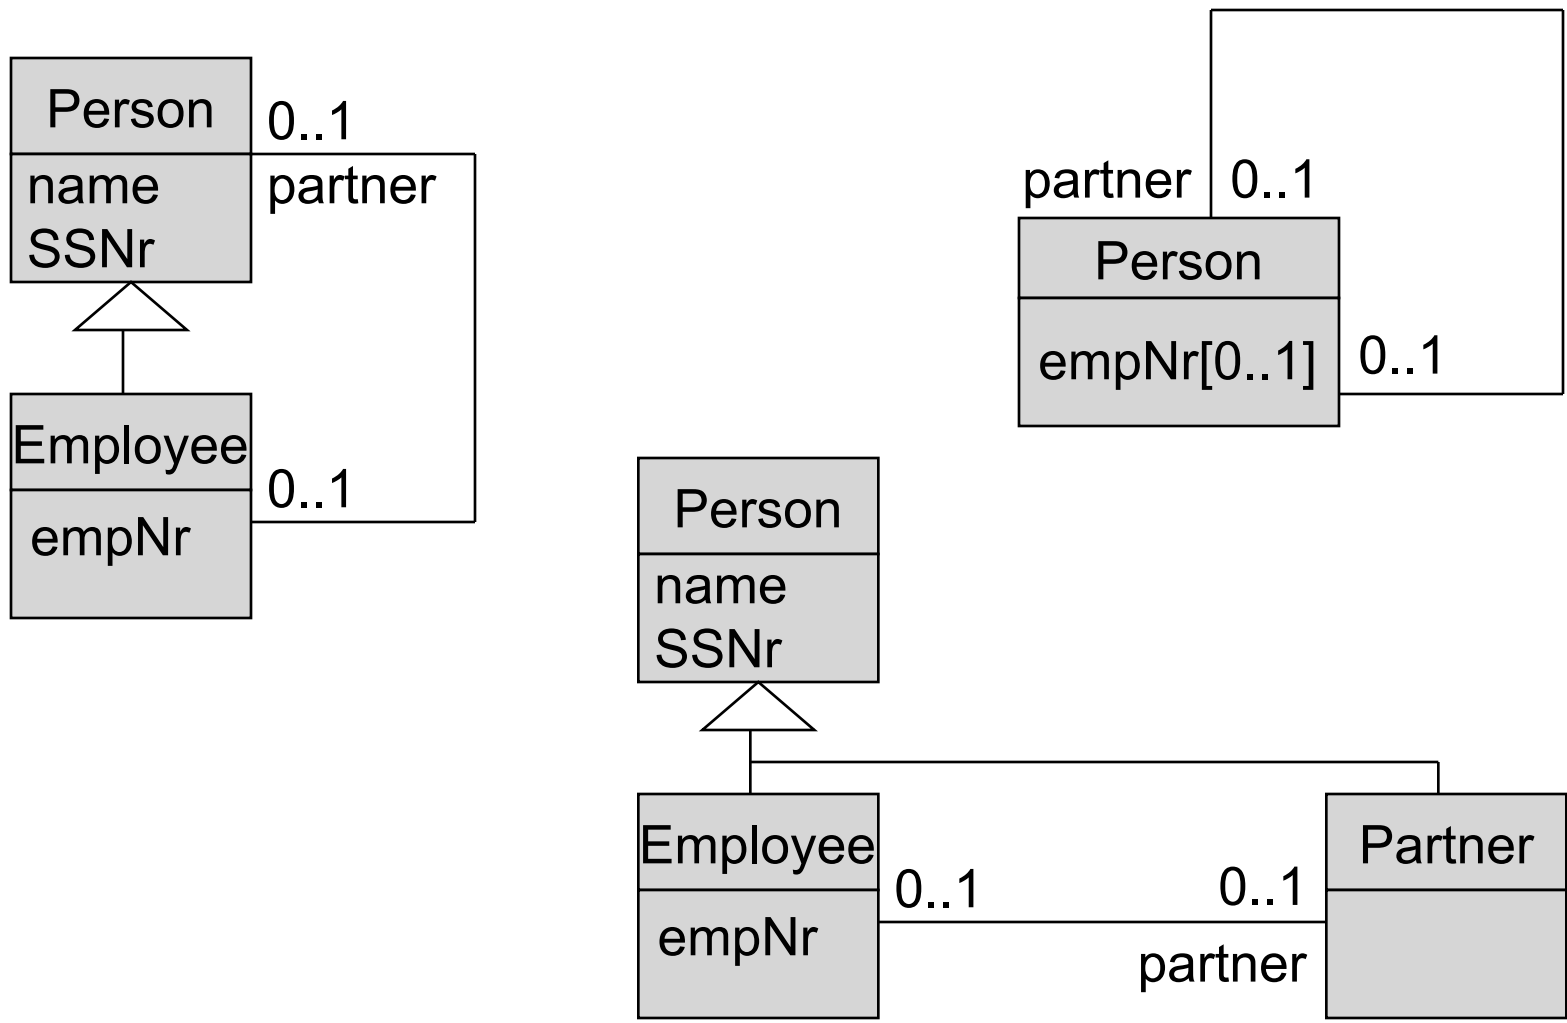 Person
0..1
name
partner
SSNr
Employee
0..1
empNr
partner 0..1
Person
empNr[0..1]
0..1
Person
name
SSNr
Employee
0..1
0..1
Partner
empNr
partner